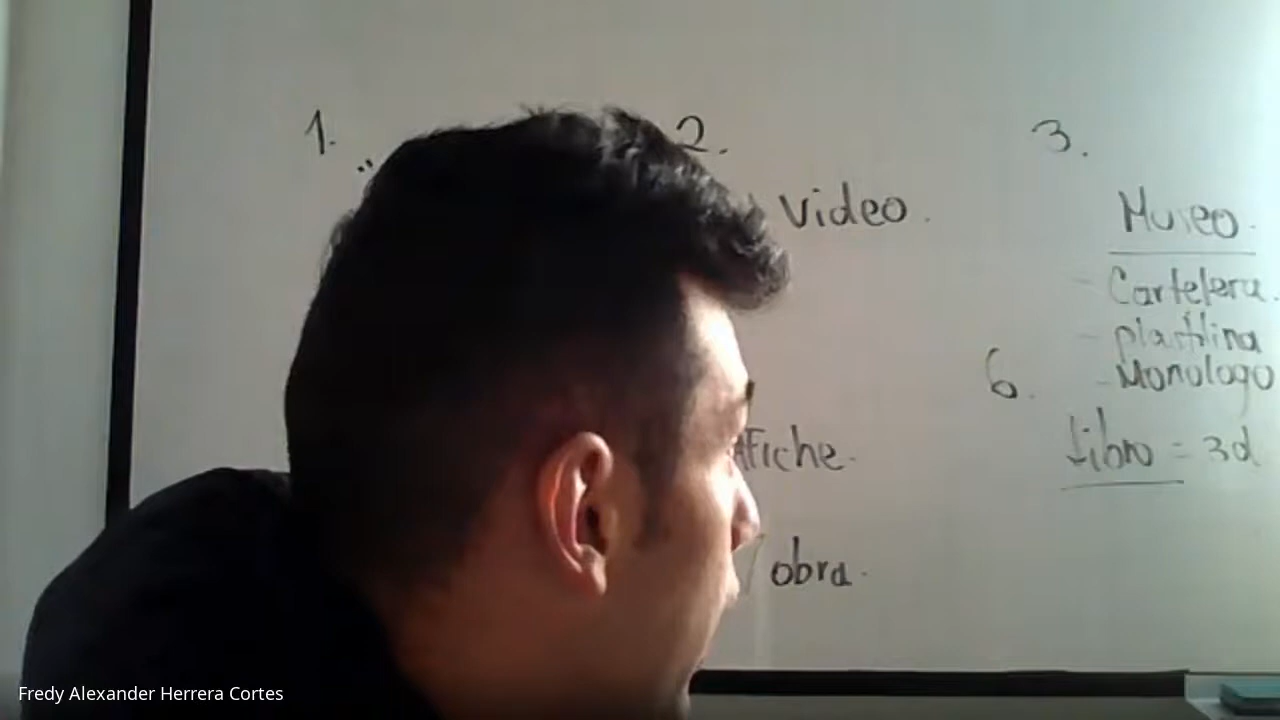 1.
2.
Video.
3.
Museo.
- Cartelera.
- plastilina
- Monologo
Afiche.
obra.
6.
libro = 3d
Fredy Alexander Herrera Cortes